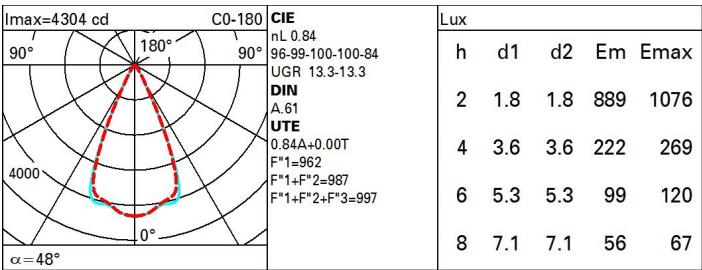 Imax=4304 cd C0-180
90° 180° 90°
4000
0°
α=48°
CIE
nL 0.84
96-99-100-100-84
UGR 13.3-13.3
DIN
A.61
UTE
0.84A+0.00T
F"1=962
F"1+F"2=987
F"1+F"2+F"3=997
Lux
h d1 d2 Em Emax
2 1.8 1.8 889 1076
4 3.6 3.6 222 269
6 5.3 5.3 99 120
8 7.1 7.1 56 67